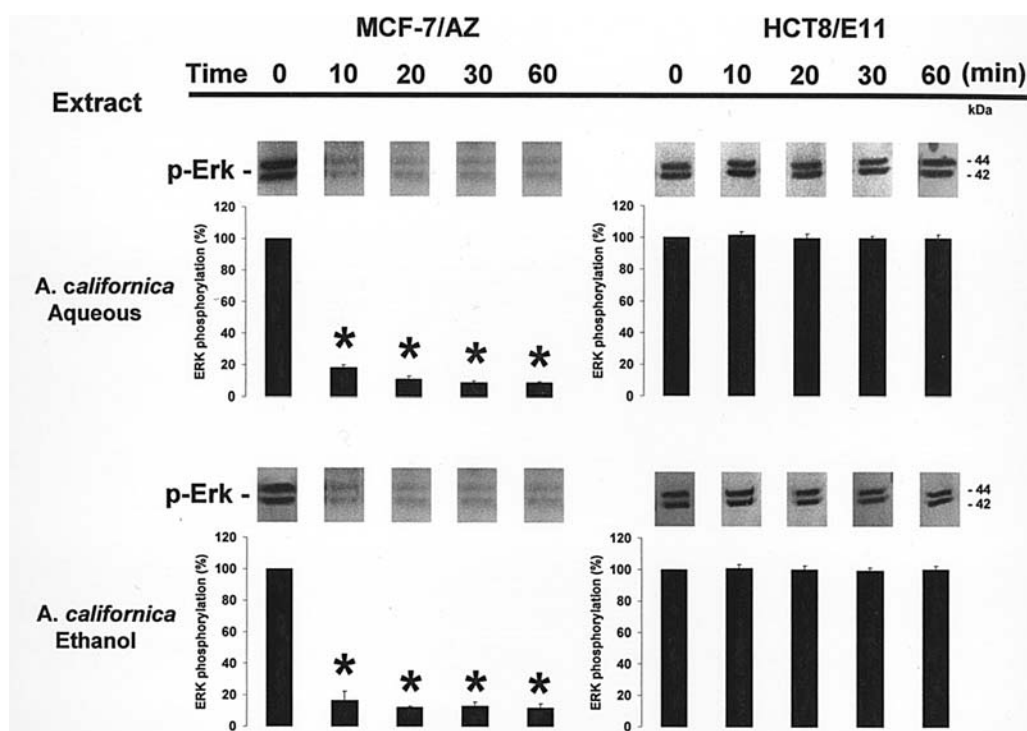 MCF-7/AZ HCT8/E11
Time 0 10 20 30 60 0 10 20 30 60 (min)
Extract
kDa
p-Erk - - 44
- 42
120 120
100 100
80 80
60 60
40 40
20 20
0 0
ERK phosphorylation (%) ERK phosphorylation (%)
A. californica
Aqueous
* * * *
p-Erk - - 44
- 42
120 120
100 100
80 80
60 60
40 40
20 20
0 0
ERK phosphorylation (%) ERK phosphorylation (%)
A. californica
Ethanol
* * * *